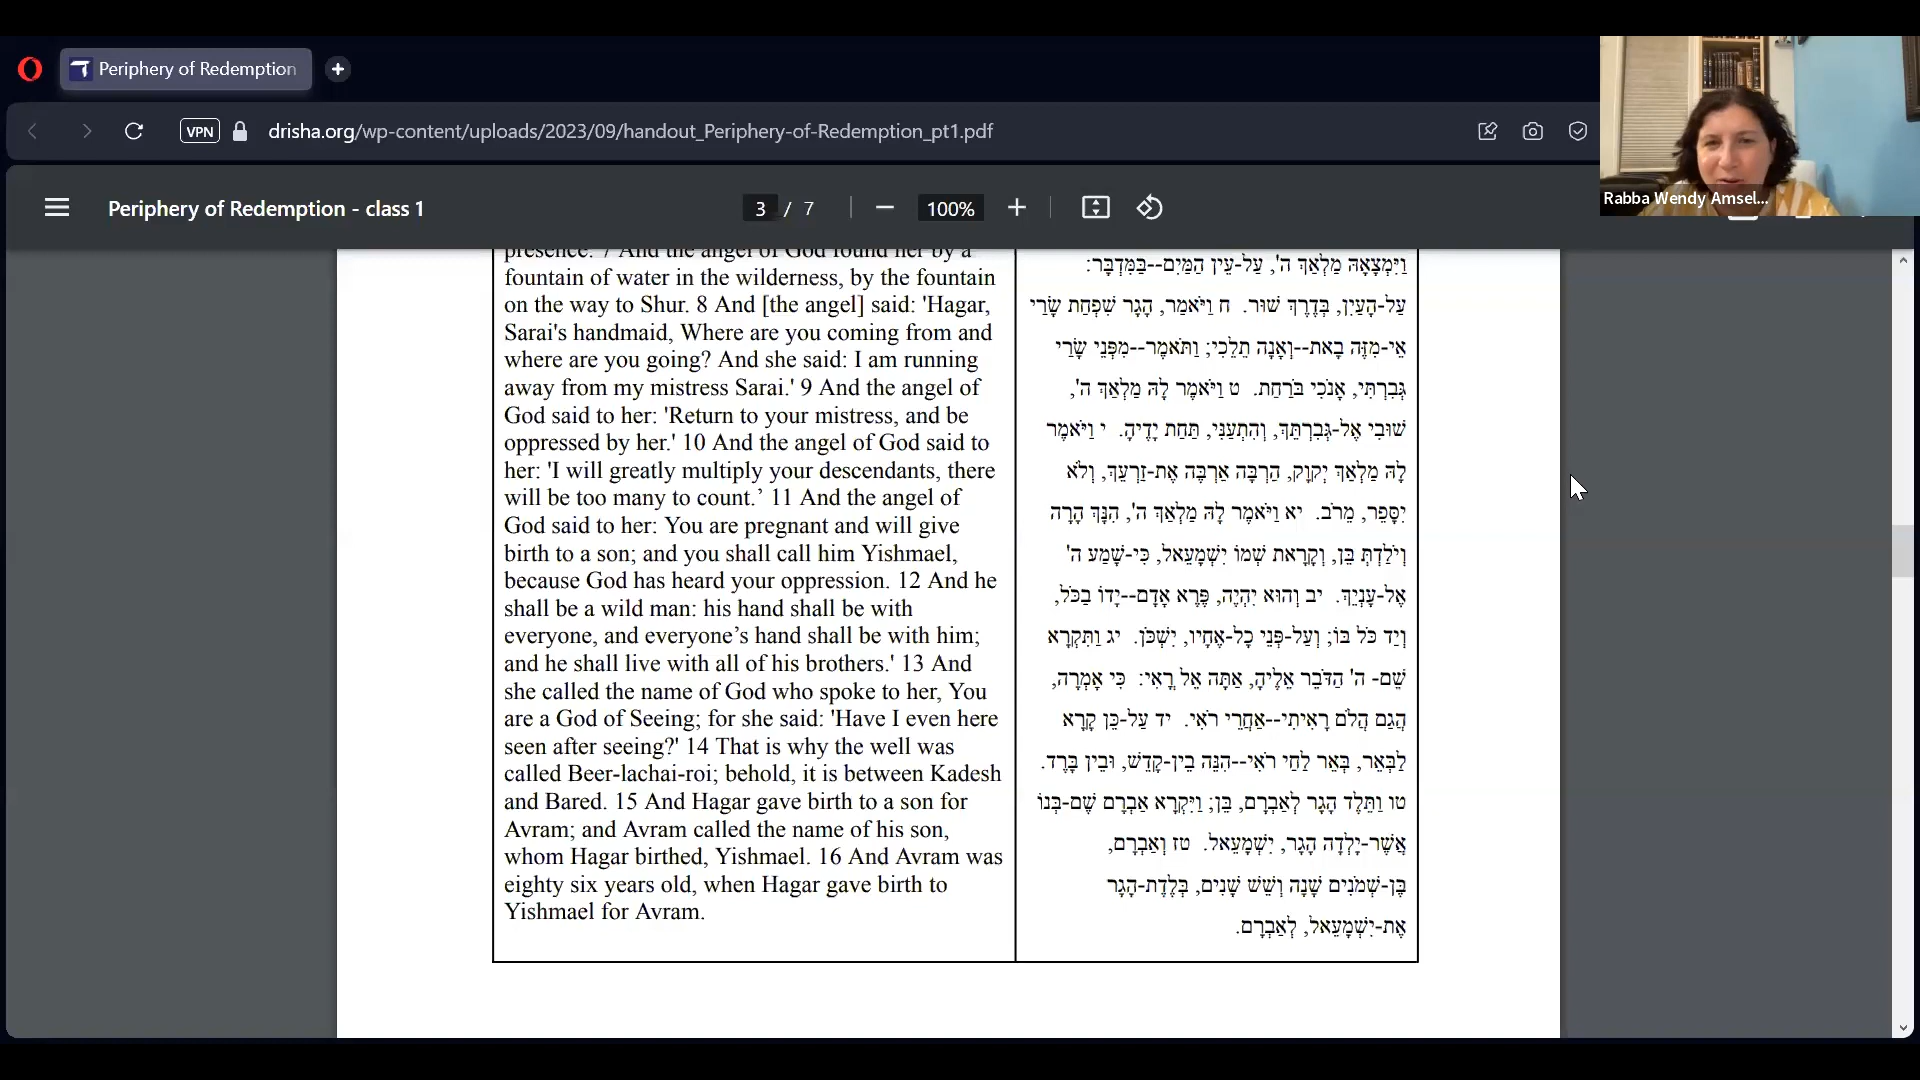 Periphery of Redemption
VPN
drisha.org/wp-content/uploads/2023/09/handout_Periphery-of-Redemption_pt1.pdf
Rabba Wendy Amsel...
Periphery of Redemption - class 1
3 / 7
100%
presence. 7 And the angel of God found her by a
fountain of water in the wilderness, by the fountain
on the way to Shur. 8 And [the angel] said: 'Hagar,
Sarai's handmaid, Where are you coming from and
where are you going? And she said: I am running
away from my mistress Sarai.' 9 And the angel of
God said to her: 'Return to your mistress, and be
oppressed by her.' 10 And the angel of God said to
her: 'I will greatly multiply your descendants, there
will be too many to count.’ 11 And the angel of
God said to her: You are pregnant and will give
birth to a son; and you shall call him Yishmael,
because God has heard your oppression. 12 And he
shall be a wild man: his hand shall be with
everyone, and everyone’s hand shall be with him;
and he shall live with all of his brothers.' 13 And
she called the name of God who spoke to her, You
are a God of Seeing; for she said: 'Have I even here
seen after seeing?' 14 That is why the well was
called Beer-lachai-roi; behold, it is between Kadesh
and Bared. 15 And Hagar gave birth to a son for
Avram; and Avram called the name of his son,
whom Hagar birthed, Yishmael. 16 And Avram was
eighty six years old, when Hagar gave birth to
Yishmael for Avram.
וַיִּמְצָאָהּ מַלְאַךְ ה', עַל-עֵין הַמַּיִם--בַּמִּדְבָּר:
עַל-הָעַיִן, בְּדֶרֶךְ שׁוּר. ח וַיֹּאמַר, הָגָר שִׁפְחַת שָׂרַי
אֵי-מִזֶּה בָאת--וְאָנָה תֵלֵכִי; וַתֹּאמֶר--מִפְּנֵי שָׂרַי
גְּבִרְתִּי, אָנֹכִי בֹּרַחַת. ט וַיֹּאמֶר לָהּ מַלְאַךְ ה',
שׁוּבִי אֶל-גְּבִרְתֵּךְ, וְהִתְעַנִּי, תַּחַת יָדֶיהָ. י וַיֹּאמֶר
לָהּ מַלְאַךְ יְקוָק, הַרְבָּה אַרְבֶּה אֶת-זַרְעֵךְ, וְלֹא
יִסָּפֵר, מֵרֹב. יא וַיֹּאמֶר לָהּ מַלְאַךְ ה', הִנָּךְ הָרָה
וְיֹלַדְתְּ בֵּן, וְקָרָאת שְׁמוֹ יִשְׁמָעֵאל, כִּי-שָׁמַע ה'
אֶל-עָנְיֵךְ. יב וְהוּא יִהְיֶה, פֶּרֶא אָדָם--יָדוֹ בַכֹּל,
וְיַד כֹּל בּוֹ; וְעַל-פְּנֵי כָל-אֶחָיו, יִשְׁכֹּן. יג וַתִּקְרָא
שֵׁם- ה' הַדֹּבֵר אֵלֶיהָ, אַתָּה אֵל רֳאִי: כִּי אָמְרָה,
הֲגַם הֲלֹם רָאִיתִי--אַחֲרֵי רֹאִי. יד עַל-כֵּן קָרָא
לַבְּאֵר, בְּאֵר לַחַי רֹאִי--הִנֵּה בֵין-קָדֵשׁ, וּבֵין בָּרֶד.
טו וַתֵּלֶד הָגָר לְאַבְרָם, בֵּן; וַיִּקְרָא אַבְרָם שֶׁם-בְּנוֹ
אֲשֶׁר-יָלְדָה הָגָר, יִשְׁמָעֵאל. טז וְאַבְרָם,
בֶּן-שְׁמֹנִים שָׁנָה וְשֵׁשׁ שָׁנִים, בְּלֶדֶת-הָגָר
אֶת-יִשְׁמָעֵאל, לְאַבְרָם.